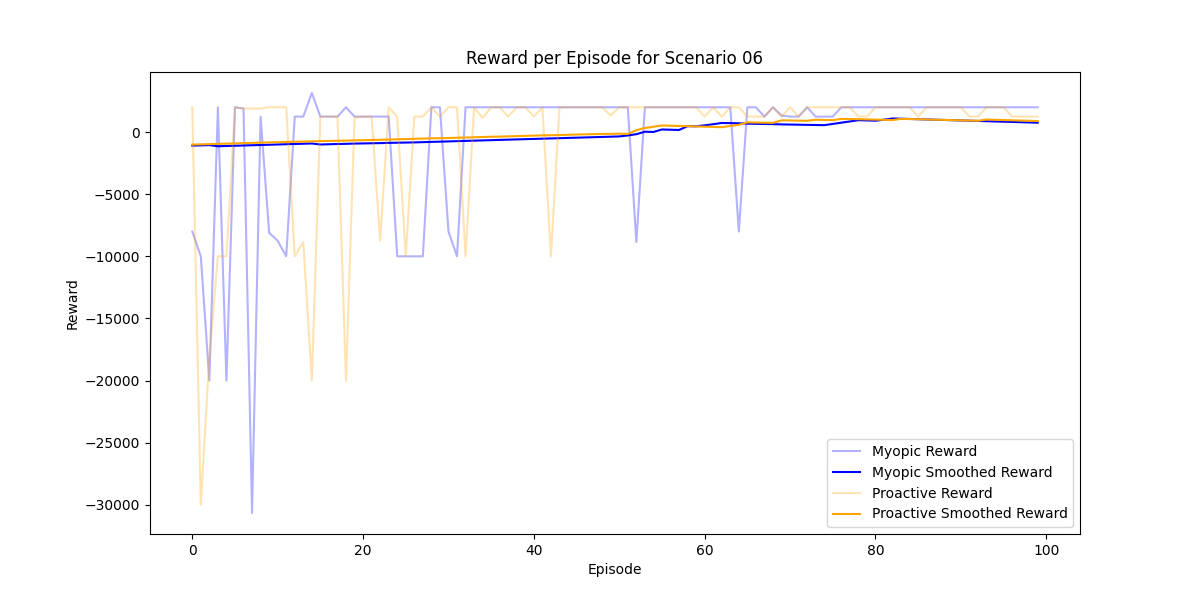 Reward per Episode for Scenario 06
Reward
0
−5000
−10000
−15000
−20000
−25000
−30000
0 20 40 60 80 100
Episode
Myopic Reward
Myopic Smoothed Reward
Proactive Reward
Proactive Smoothed Reward